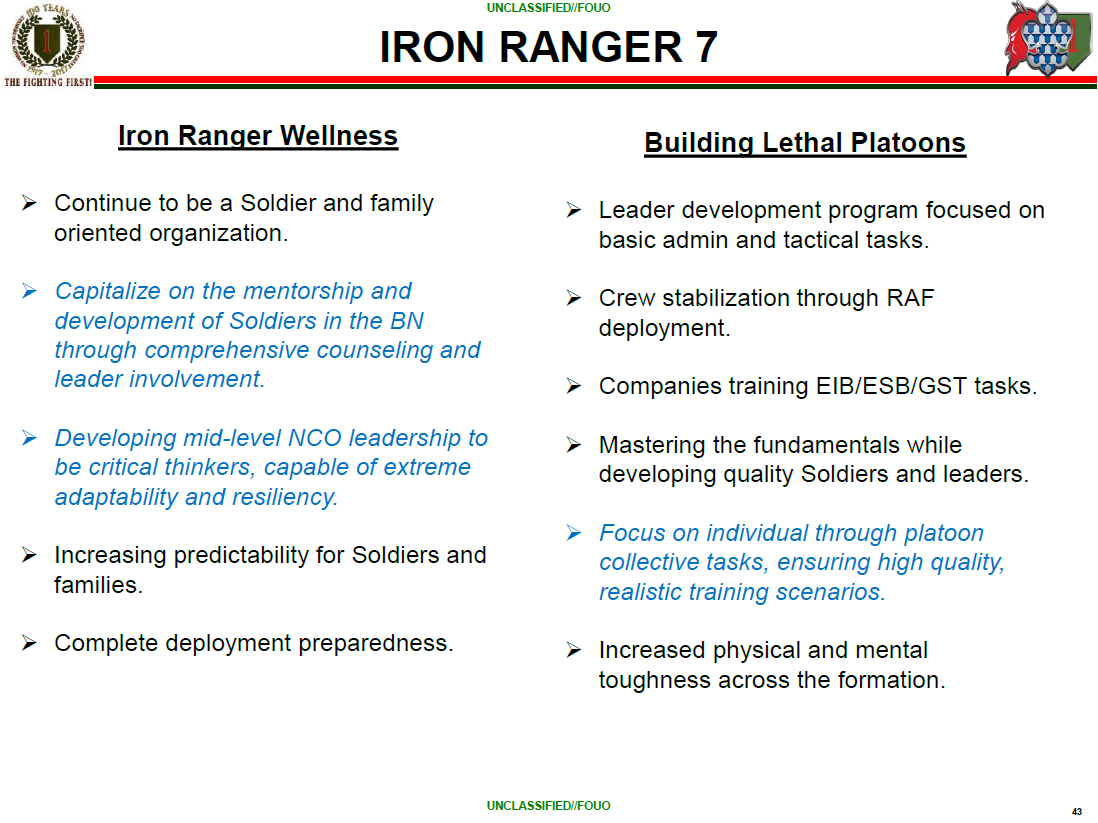 UNCLASSIFIED//FOUO
IRON RANGER 7
100 YEARS
1
1917 - 2017
THE FIGHTING FIRST!
1
Iron Ranger Wellness
Continue to be a Soldier and family
oriented organization.
Capitalize on the mentorship and
development of Soldiers in the BN
through comprehensive counseling and
leader involvement.
Developing mid-level NCO leadership to
be critical thinkers, capable of extreme
adaptability and resiliency.
Increasing predictability for Soldiers and
families.
Complete deployment preparedness.
Building Lethal Platoons
Leader development program focused on
basic admin and tactical tasks.
Crew stabilization through RAF
deployment.
Companies training EIB/ESB/GST tasks.
Mastering the fundamentals while
developing quality Soldiers and leaders.
Focus on individual through platoon
collective tasks, ensuring high quality,
realistic training scenarios.
Increased physical and mental
toughness across the formation.
UNCLASSIFIED//FOUO
43